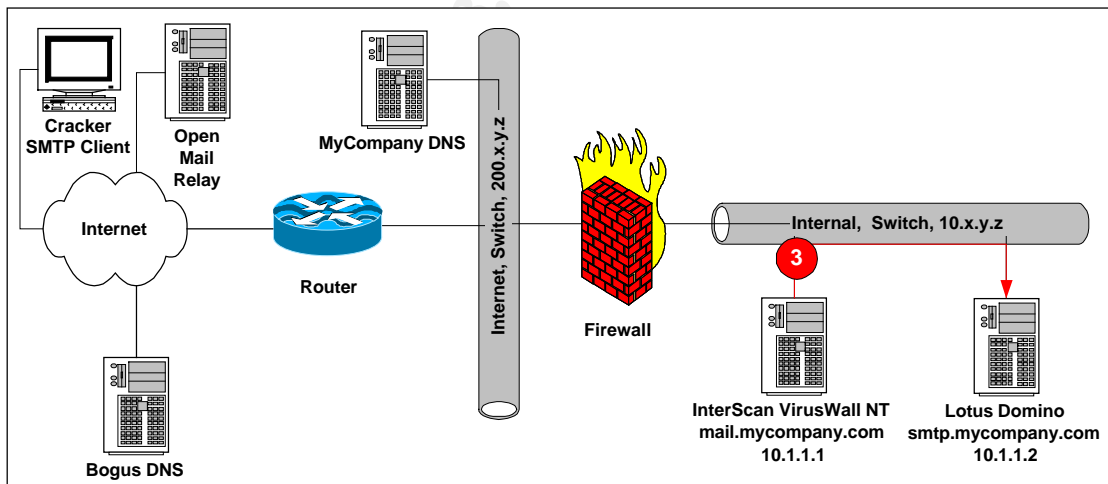 Cracker
SMTP Client
Open
Mail
Relay
MyCompany DNS
Internet
Router
Internet, Switch, 200.x.y.z
Firewall
Internal, Switch, 10.x.y.z
3
Bogus DNS
InterScan VirusWall NT
mail.mycompany.com
10.1.1.1
Lotus Domino
smtp.mycompany.com
10.1.1.2